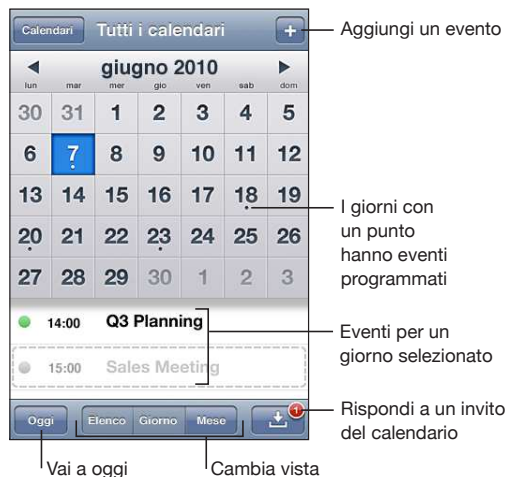 Calendari Tutti i calendari +
Aggiungi un evento
giugno 2010
lun mar mer gio ven sab dom
30 31 1 2 3 4 5
6 7 8 9 10 11 12
13 14 15 16 17 18 19
20 21 22 23 24 25 26
27 28 29 30 1 2 3
I giorni con
un punto
hanno eventi
programmati
14:00 Q3 Planning
15:00 Sales Meeting
Eventi per un
giorno selezionato
Oggi Elenco Giorno Mese 1
Rispondi a un invito
del calendario
Vai a oggi
Cambia vista